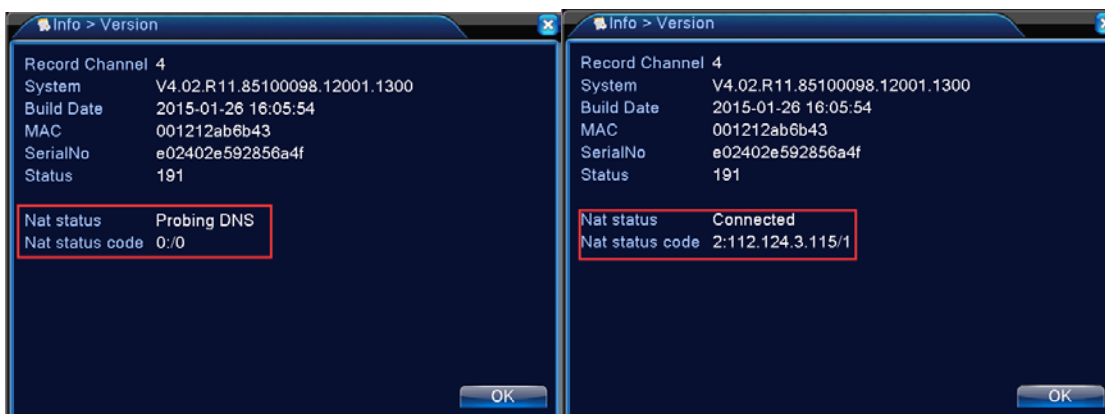 Info > Version
Record Channel 4
System V4.02.R11.85100098.12001.1300
Build Date 2015-01-26 16:05:54
MAC 001212ab6b43
SerialNo e02402e592856a4f
Status 191
Nat status Probing DNS
Nat status code 0:/0
OK
Info > Version
Record Channel 4
System V4.02.R11.85100098.12001.1300
Build Date 2015-01-26 16:05:54
MAC 001212ab6b43
SerialNo e02402e592856a4f
Status 191
Nat status Connected
Nat status code 2:112.124.3.115/1
OK